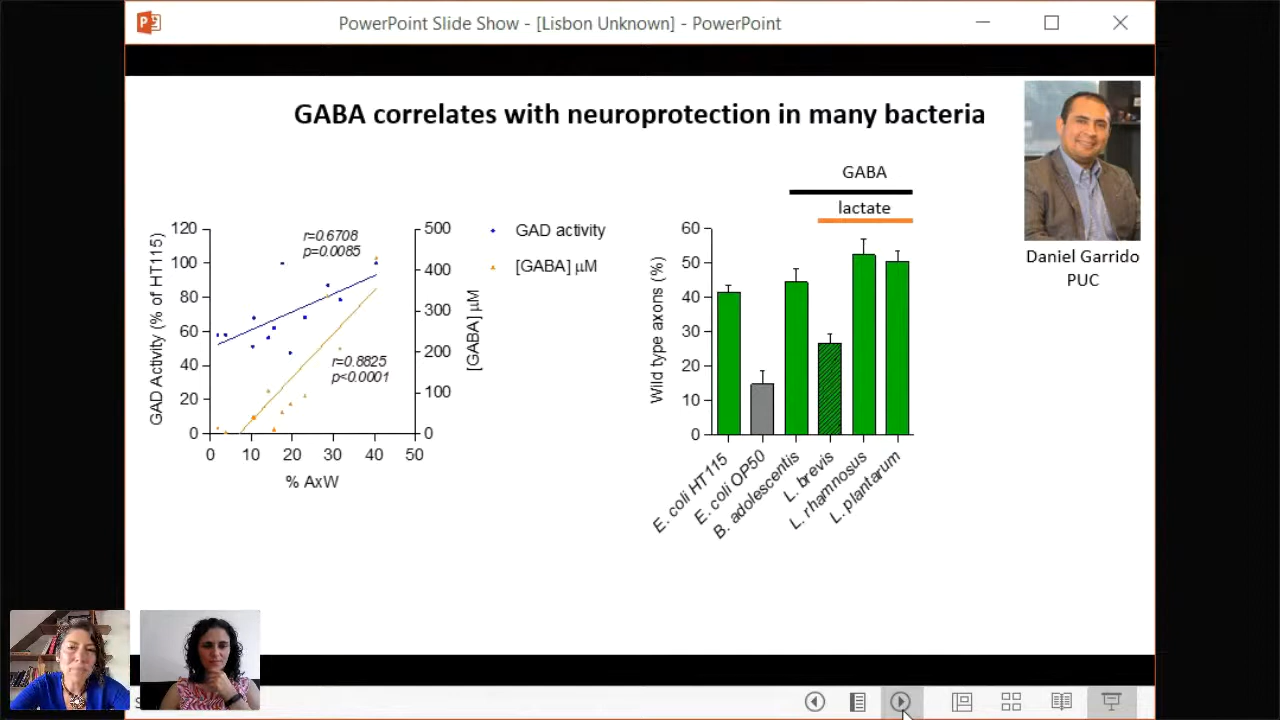 PowerPoint Slide Show - [Lisbon Unknown] - PowerPoint
GABA correlates with neuroprotection in many bacteria
Daniel Garrido
PUC
GAD Activity (% of HT115)
120
100
80
60
40
20
0
r=0.6708
p=0.0085
r=0.8825
p<0.0001
500
400
300
200
100
0
[GABA] μM
0 10 20 30 40 50
% AxW
GAD activity
[GABA] μM
GABA
lactate
Wild type axons (%)
60
50
40
30
20
10
0
E. coli HT115
E. coli OP50
B. adolescentis
L. brevis
L. rhamnosus
L. plantarum